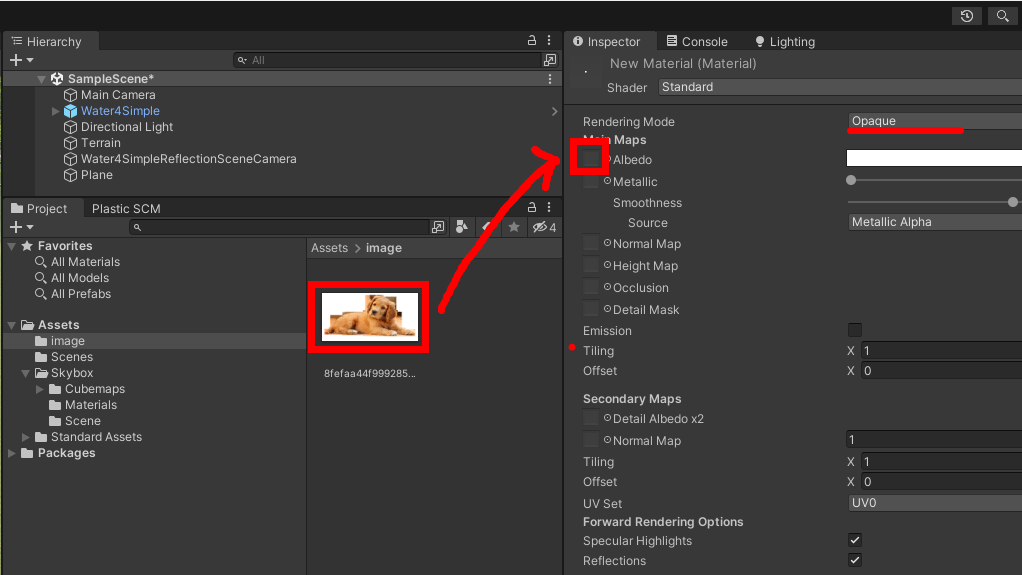 Hierarchy
All
SampleScene*
Main Camera
Water4Simple
Directional Light
Terrain
Water4SimpleReflectionSceneCamera
Plane
Project
Plastic SCM
4
Favorites
All Materials
All Models
All Prefabs
Assets
image
Scenes
Skybox
Cubemaps
Materials
Scene
Standard Assets
Packages
Assets > image
8fefaa44f999285...
Inspector
Console
Lighting
New Material (Material)
Shader Standard
Rendering Mode Opaque
Main Maps
Albedo
Metallic
Smoothness
Source Metallic Alpha
Normal Map
Height Map
Occlusion
Detail Mask
Emission
Tiling X 1
Offset X 0
Secondary Maps
Detail Albedo x2
Normal Map 1
Tiling X 1
Offset X 0
UV Set UV0
Forward Rendering Options
Specular Highlights
Reflections